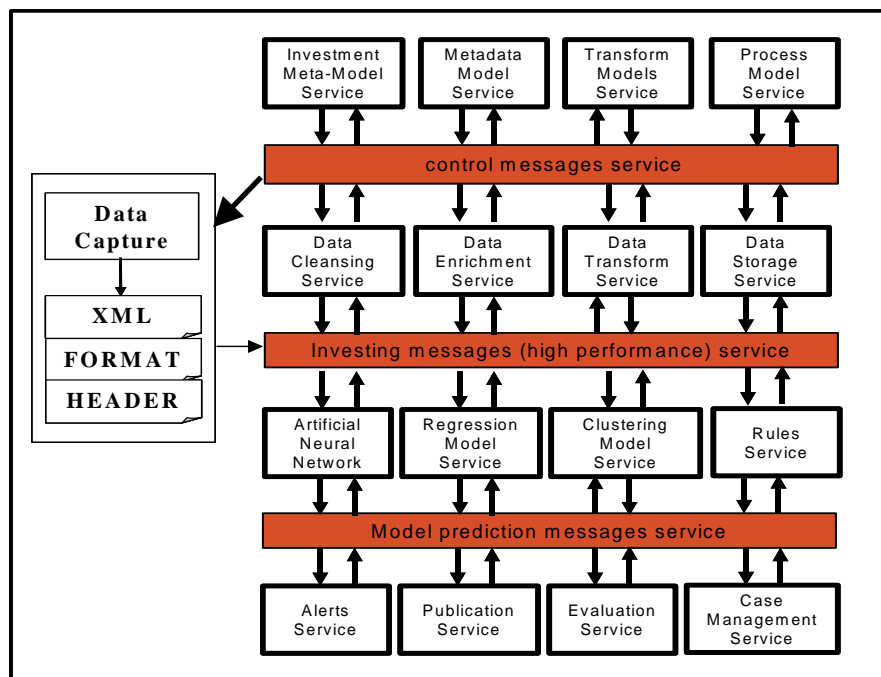 Investment
Meta-Model
Service
Metadata
Model
Service
Transform
Models
Service
Process
Model
Service
control messages service
Data
Capture
XML
FORMAT
HEADER
Data
Cleansing
Service
Data
Enrichment
Service
Data
Transform
Service
Data
Storage
Service
Investing messages (high performance) service
Artificial
Neural
Network
Regression
Model
Service
Clustering
Model
Service
Rules
Service
Model prediction messages service
Alerts
Service
Publication
Service
Evaluation
Service
Case
Management
Service